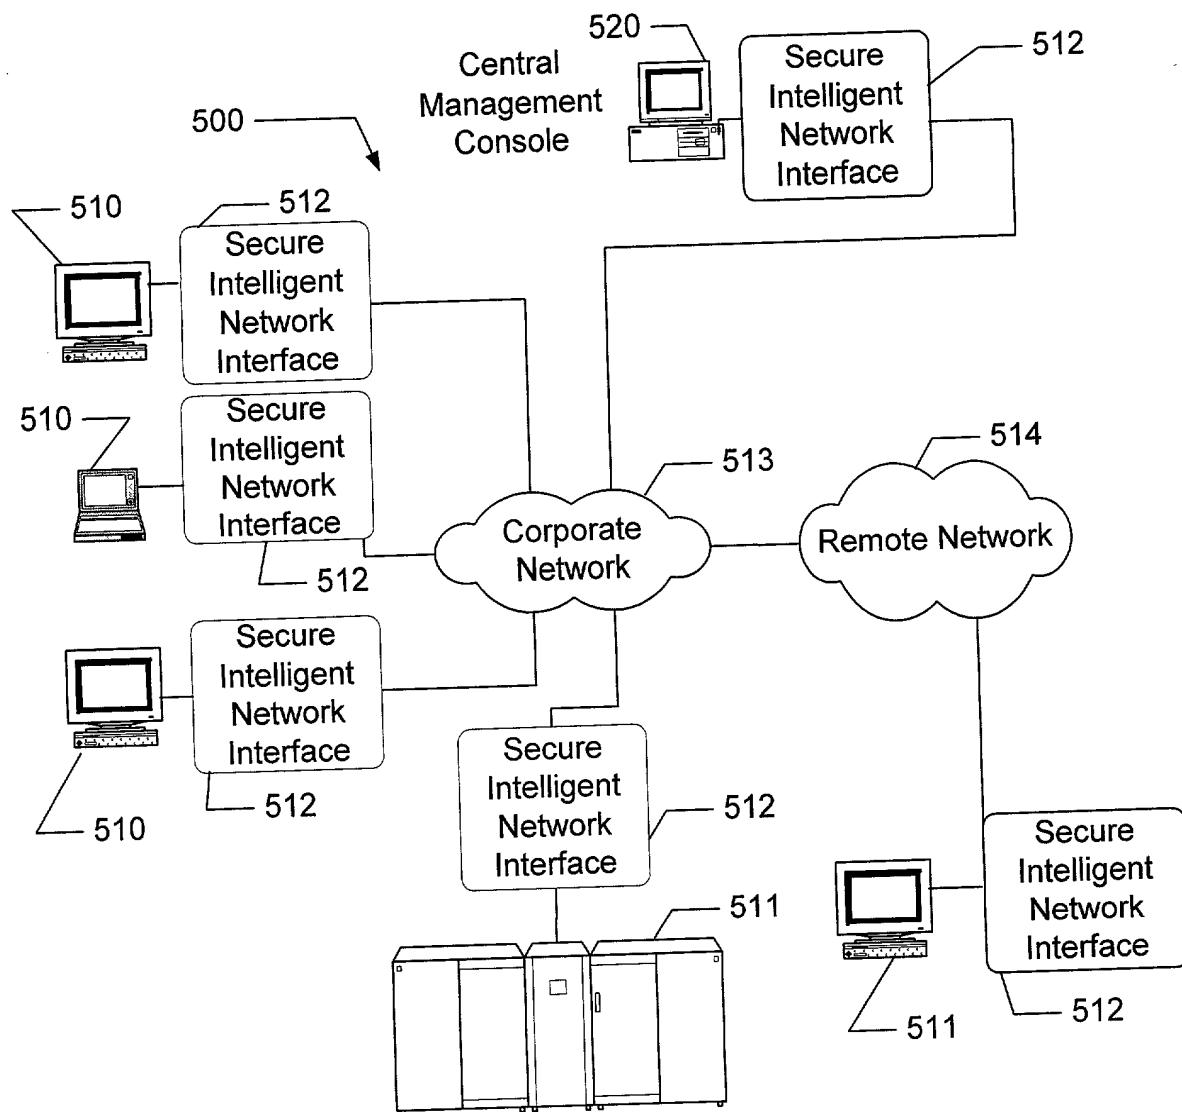 520
512
Central
Management
Console
Secure
Intelligent
Network
Interface
500
510
512
Secure
Intelligent
Network
Interface
510
Secure
Intelligent
Network
Interface
512
513
514
Corporate
Network
Remote Network
Secure
Intelligent
Network
Interface
510
512
Secure
Intelligent
Network
Interface
512
511
Secure
Intelligent
Network
Interface
511
512